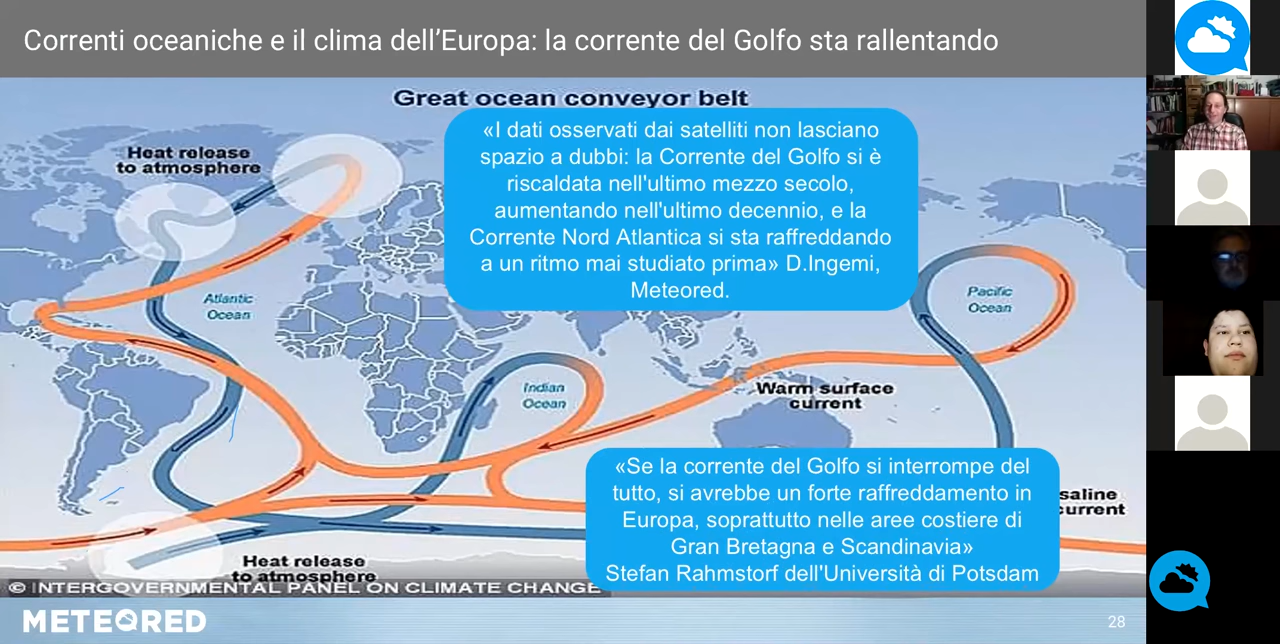 Correnti oceaniche e il clima dell'Europa: la corrente del Golfo sta rallentando
Great ocean conveyor belt
«I dati osservati dai satelliti non lasciano
spazio a dubbi: la Corrente del Golfo si è
riscaldata nell'ultimo mezzo secolo,
aumentando nell'ultimo decennio, e la
Corrente Nord Atlantica si sta raffreddando
a un ritmo mai studiato prima» D.Ingemi,
Meteored.
Heat release
to atmosphere
Atlantic
Ocean
Pacific
Ocean
Indian
Ocean
Warm surface
current
«Se la corrente del Golfo si interrompe del
tutto, si avrebbe un forte raffreddamento in
Europa, soprattutto nelle aree costiere di
Gran Bretagna e Scandinavia»
Stefan Rahmstorf dell'Università di Potsdam
saline
current
Heat release
to atmosphere
© INTERGOVERNMENTAL PANEL ON CLIMATE CHANGE
METEORED
28